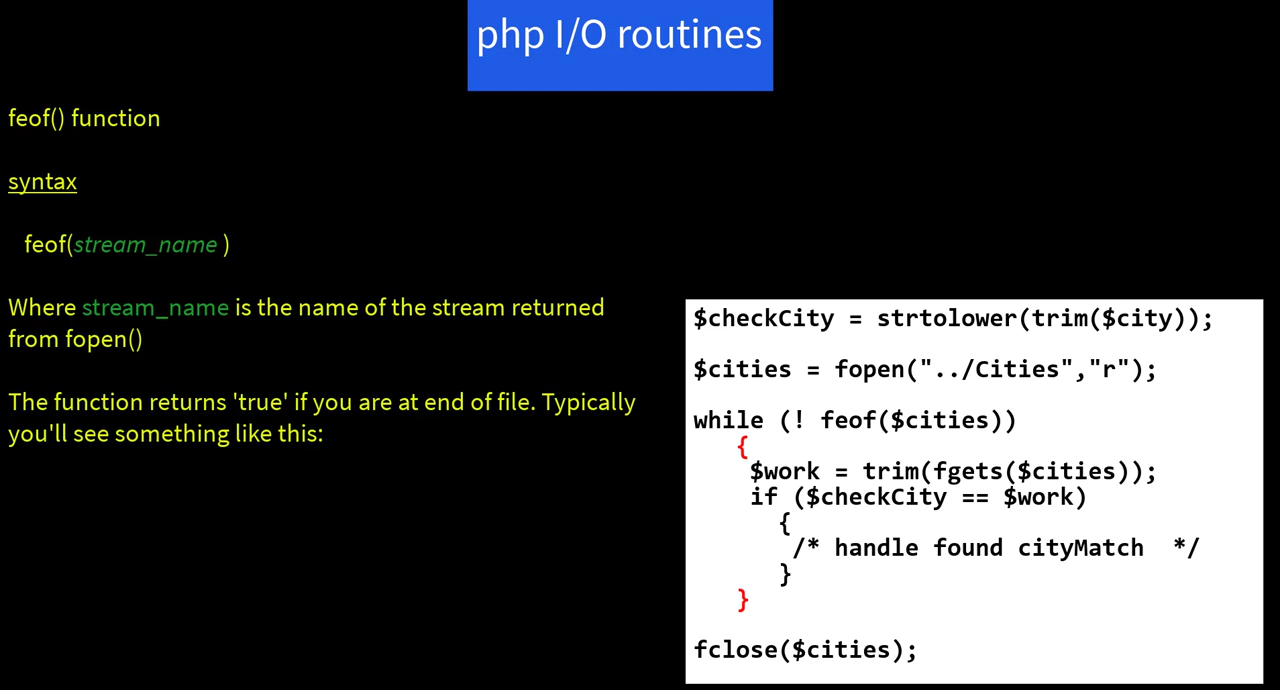 php I/O routines
feof() function
syntax
feof(stream_name )
Where stream_name is the name of the stream returned
from fopen()
The function returns 'true' if you are at end of file. Typically
you'll see something like this:
$checkCity = strtolower(trim($city));
$cities = fopen("../Cities","r");
while (! feof($cities))
{
$work = trim(fgets($cities));
if ($checkCity == $work)
{
/* handle found cityMatch  */
}
}
fclose($cities);